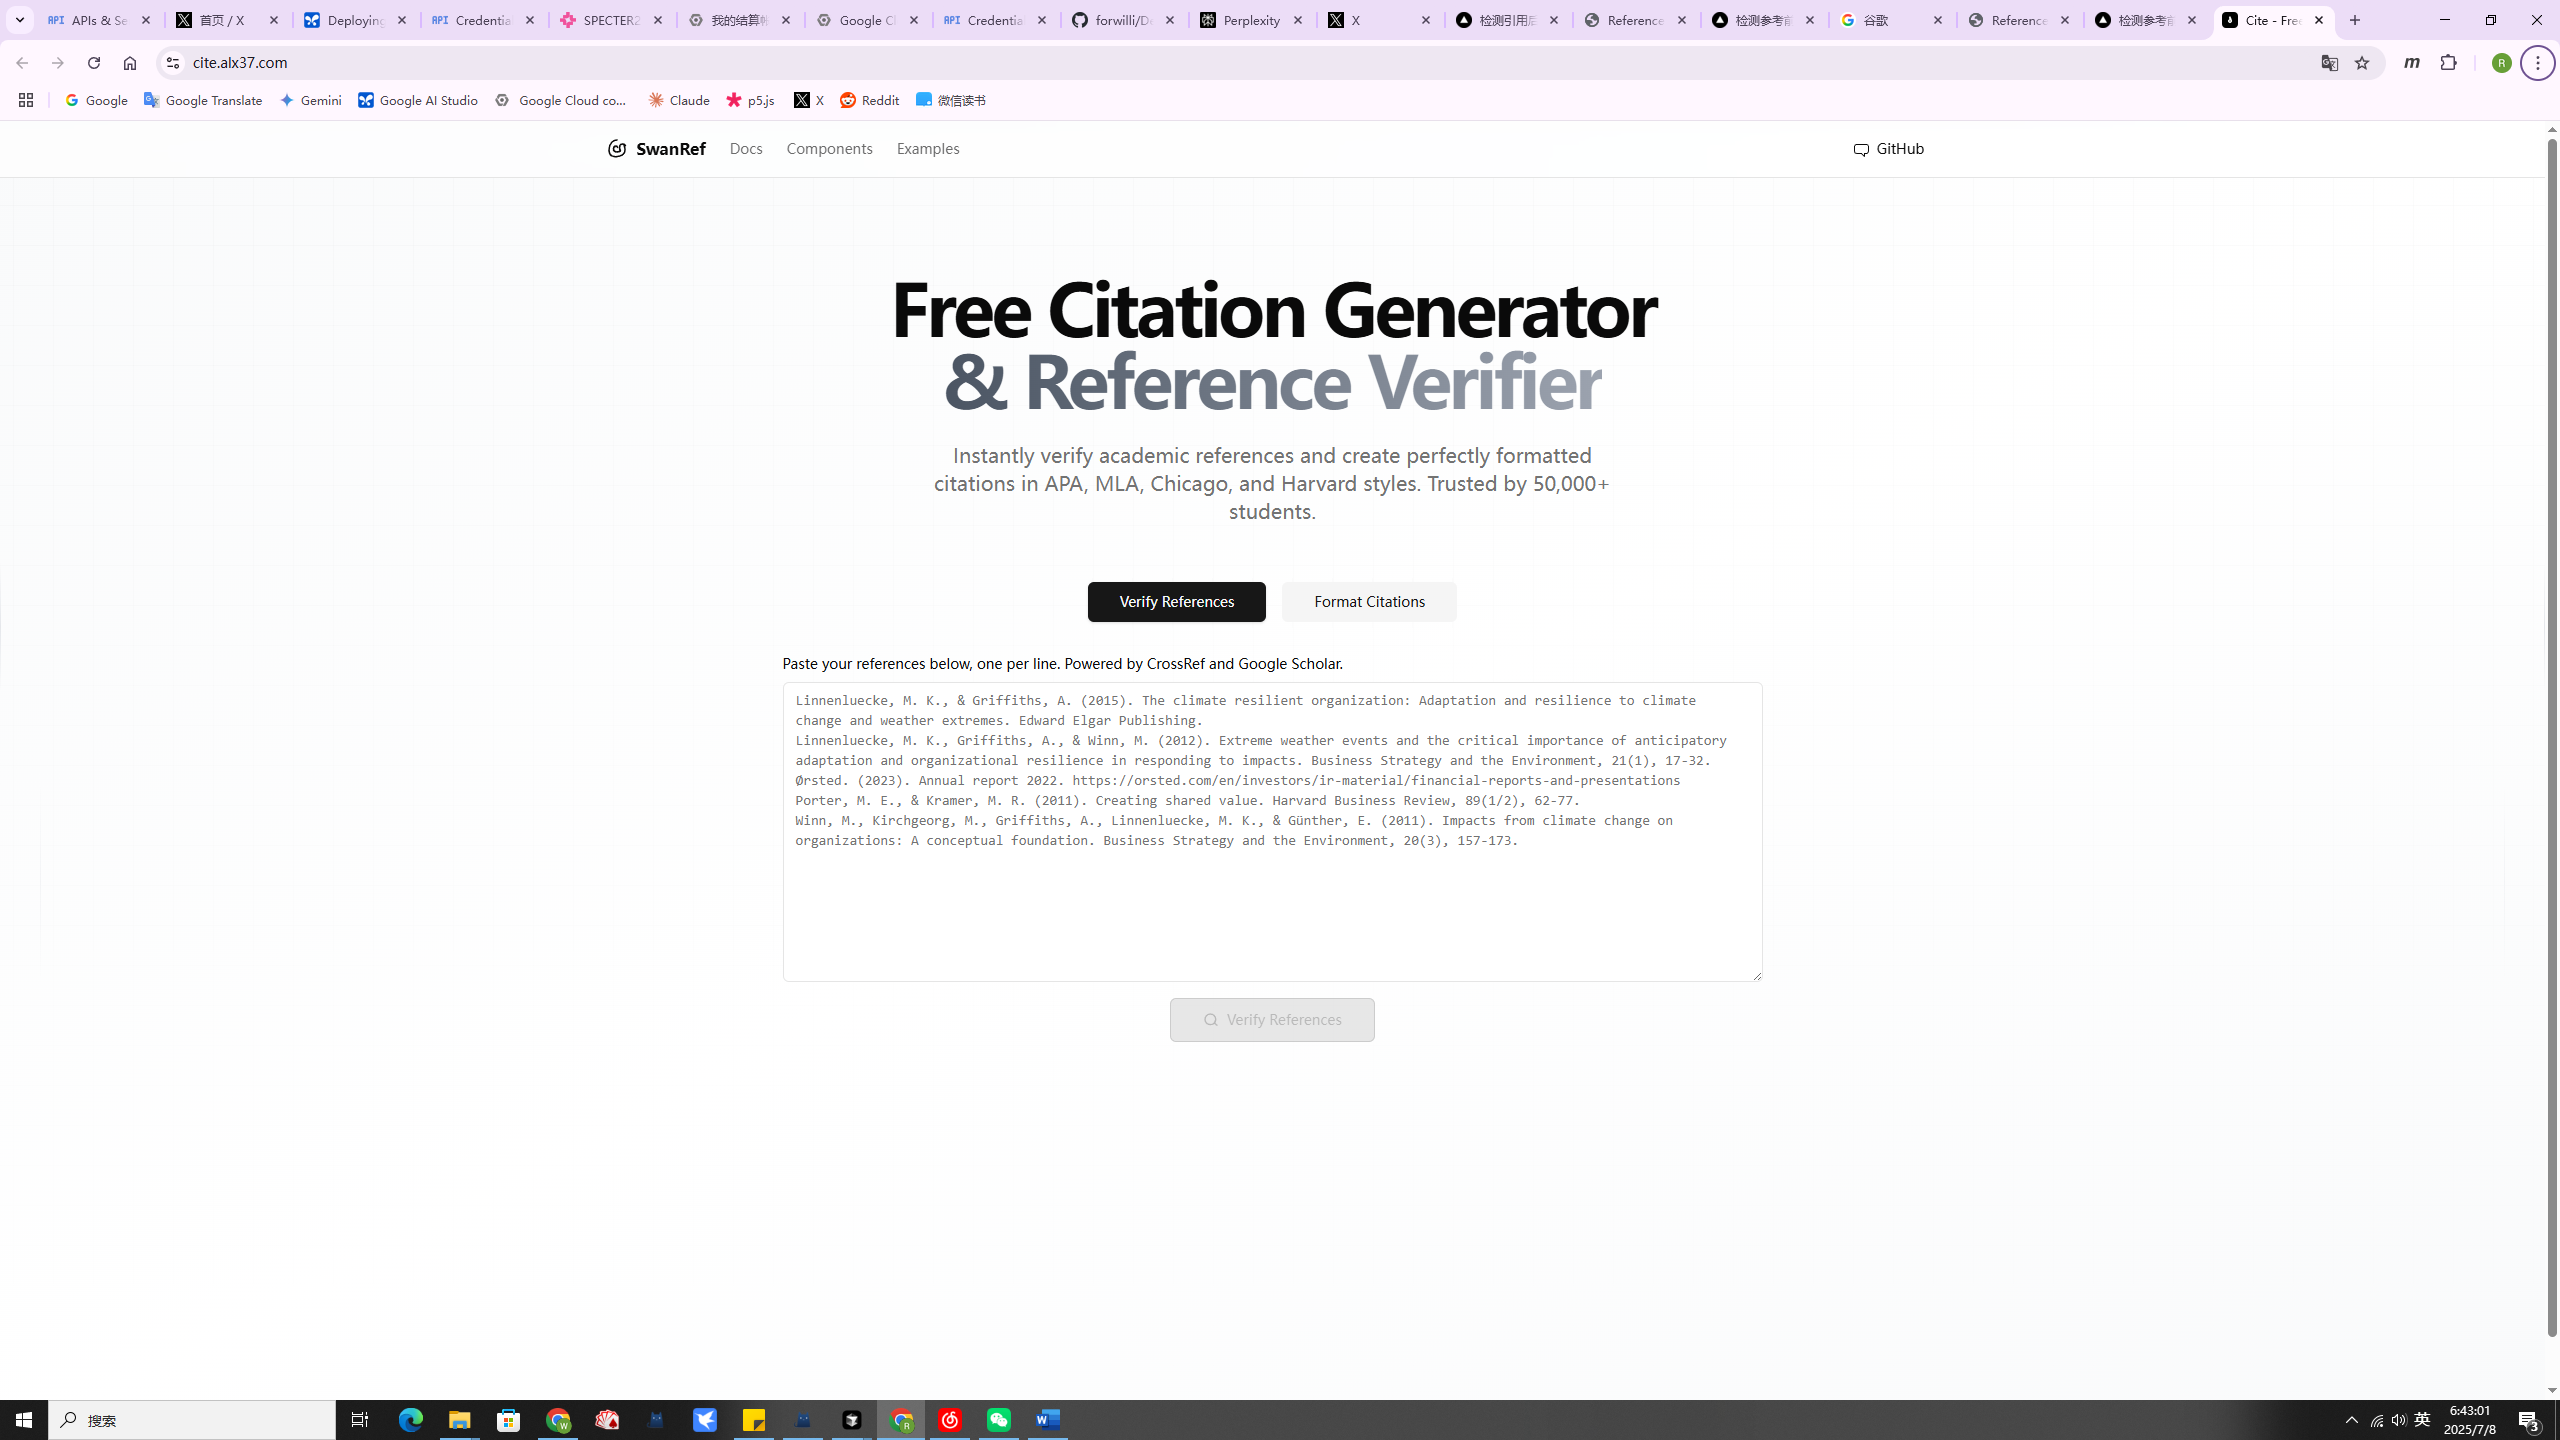 APIs & Se
首页 / X
Deploying
Credential
SPECTER2
我的结算帐
Google Cl
Credential
forwilli/De
Perplexity
X
检测引用后
Reference
检测参考前
谷歌
Reference
检测参考前
Cite - Free
cite.alx37.com
Google
Google Translate
Gemini
Google AI Studio
Google Cloud co...
Claude
p5.js
X
Reddit
微信读书
SwanRef
Docs
Components
Examples
GitHub
Free Citation Generator
& Reference Verifier
Instantly verify academic references and create perfectly formatted
citations in APA, MLA, Chicago, and Harvard styles. Trusted by 50,000+
students.
Verify References
Format Citations
Paste your references below, one per line. Powered by CrossRef and Google Scholar.
Linnenluecke, M. K., & Griffiths, A. (2015). The climate resilient organization: Adaptation and resilience to climate
change and weather extremes. Edward Elgar Publishing.
Linnenluecke, M. K., Griffiths, A., & Winn, M. (2012). Extreme weather events and the critical importance of anticipatory
adaptation and organizational resilience in responding to impacts. Business Strategy and the Environment, 21(1), 17-32.
Ørsted. (2023). Annual report 2022. https://orsted.com/en/investors/ir-material/financial-reports-and-presentations
Porter, M. E., & Kramer, M. R. (2011). Creating shared value. Harvard Business Review, 89(1/2), 62-77.
Winn, M., Kirchgeorg, M., Griffiths, A., Linnenluecke, M. K., & Günther, E. (2011). Impacts from climate change on
organizations: A conceptual foundation. Business Strategy and the Environment, 20(3), 157-173.
Verify References
搜索
英
6:43:01
2025/7/8
3